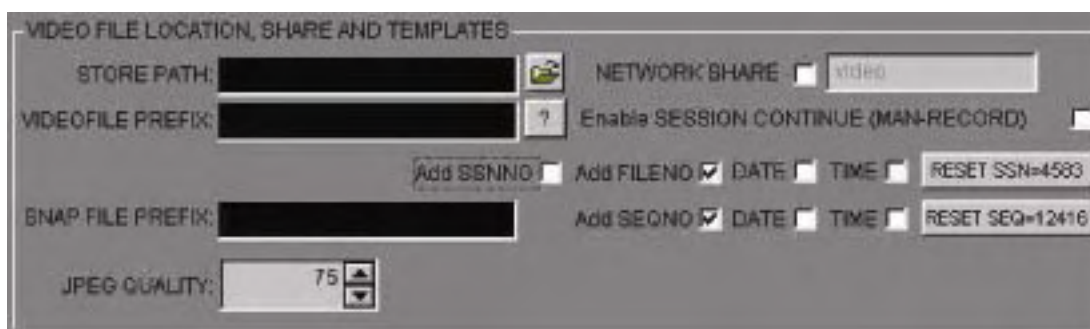 VIDEO FILE LOCATION, SHARE AND TEMPLATES
STORE PATH: NETWORK SHARE video
VIDEOFILE PREFIX: ? Enable SESSION CONTINUE (MAN-RECORD)
Add SSNNO Add FILENO DATE TIME RESET SSN=4583
SNAP FILE PREFIX: Add SEQNO DATE TIME RESET SEQ=12416
JPEG QUALITY: 75